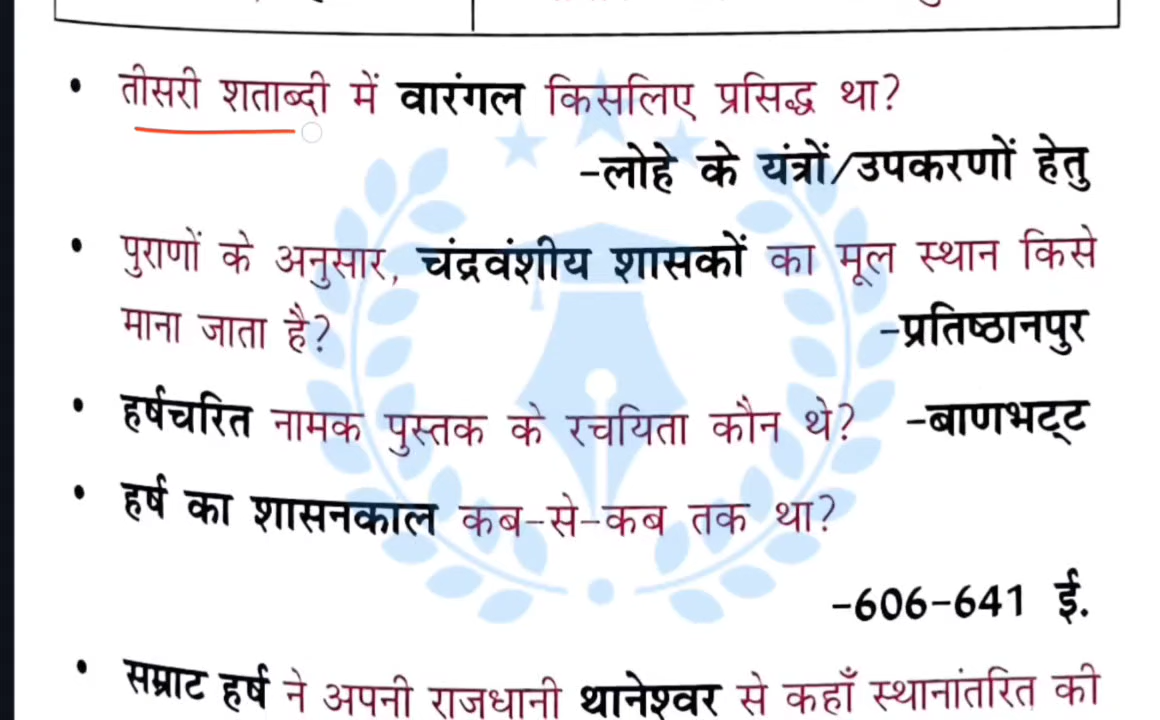 • तीसरी शताब्दी में वारंगल किसलिए प्रसिद्ध था?
-लोहे के यंत्रों/उपकरणों हेतु
• पुराणों के अनुसार, चंद्रवंशीय शासकों का मूल स्थान किसे
माना जाता है? -प्रतिष्ठानपुर
• हर्षचरित नामक पुस्तक के रचयिता कौन थे? -बाणभट्ट
• हर्ष का शासनकाल कब-से-कब तक था?
-606-641 ई.
• सम्राट हर्ष ने अपनी राजधानी थानेश्वर से कहाँ स्थानांतरित की